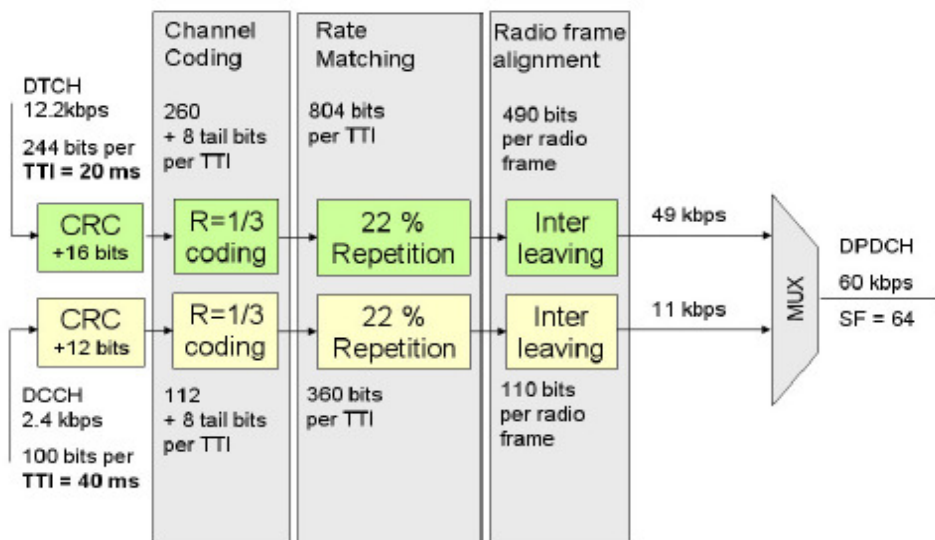 Channel
Coding
Rate
Matching
Radio frame
alignment
DTCH
12.2kbps
244 bits per
TTI = 20 ms
260
+ 8 tail bits
per TTI
804 bits
per TTI
490 bits
per radio
frame
CRC
+16 bits
R=1/3
coding
22 %
Repetition
Inter
leaving
49 kbps
CRC
+12 bits
R=1/3
coding
22 %
Repetition
Inter
leaving
11 kbps
MUX
DPDCH
60 kbps
SF = 64
DCCH
2.4 kbps
100 bits per
TTI = 40 ms
112
+ 8 tail bits
per TTI
360 bits
per TTI
110 bits
per radio
frame